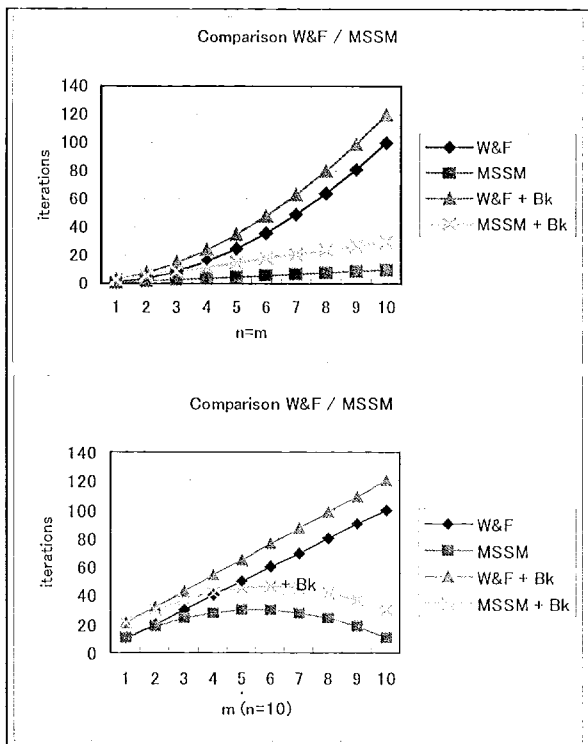 Comparison W&F / MSSM
iterations
140
120
100
80
60
40
20
0
1 2 3 4 5 6 7 8 9 10
n=m
W&F
MSSM
W&F + Bk
MSSM + Bk
Comparison W&F / MSSM
iterations
140
120
100
80
60
40
20
0
+ Bk
1 2 3 4 5 6 7 8 9 10
m (n=10)
W&F
MSSM
W&F + Bk
MSSM + Bk